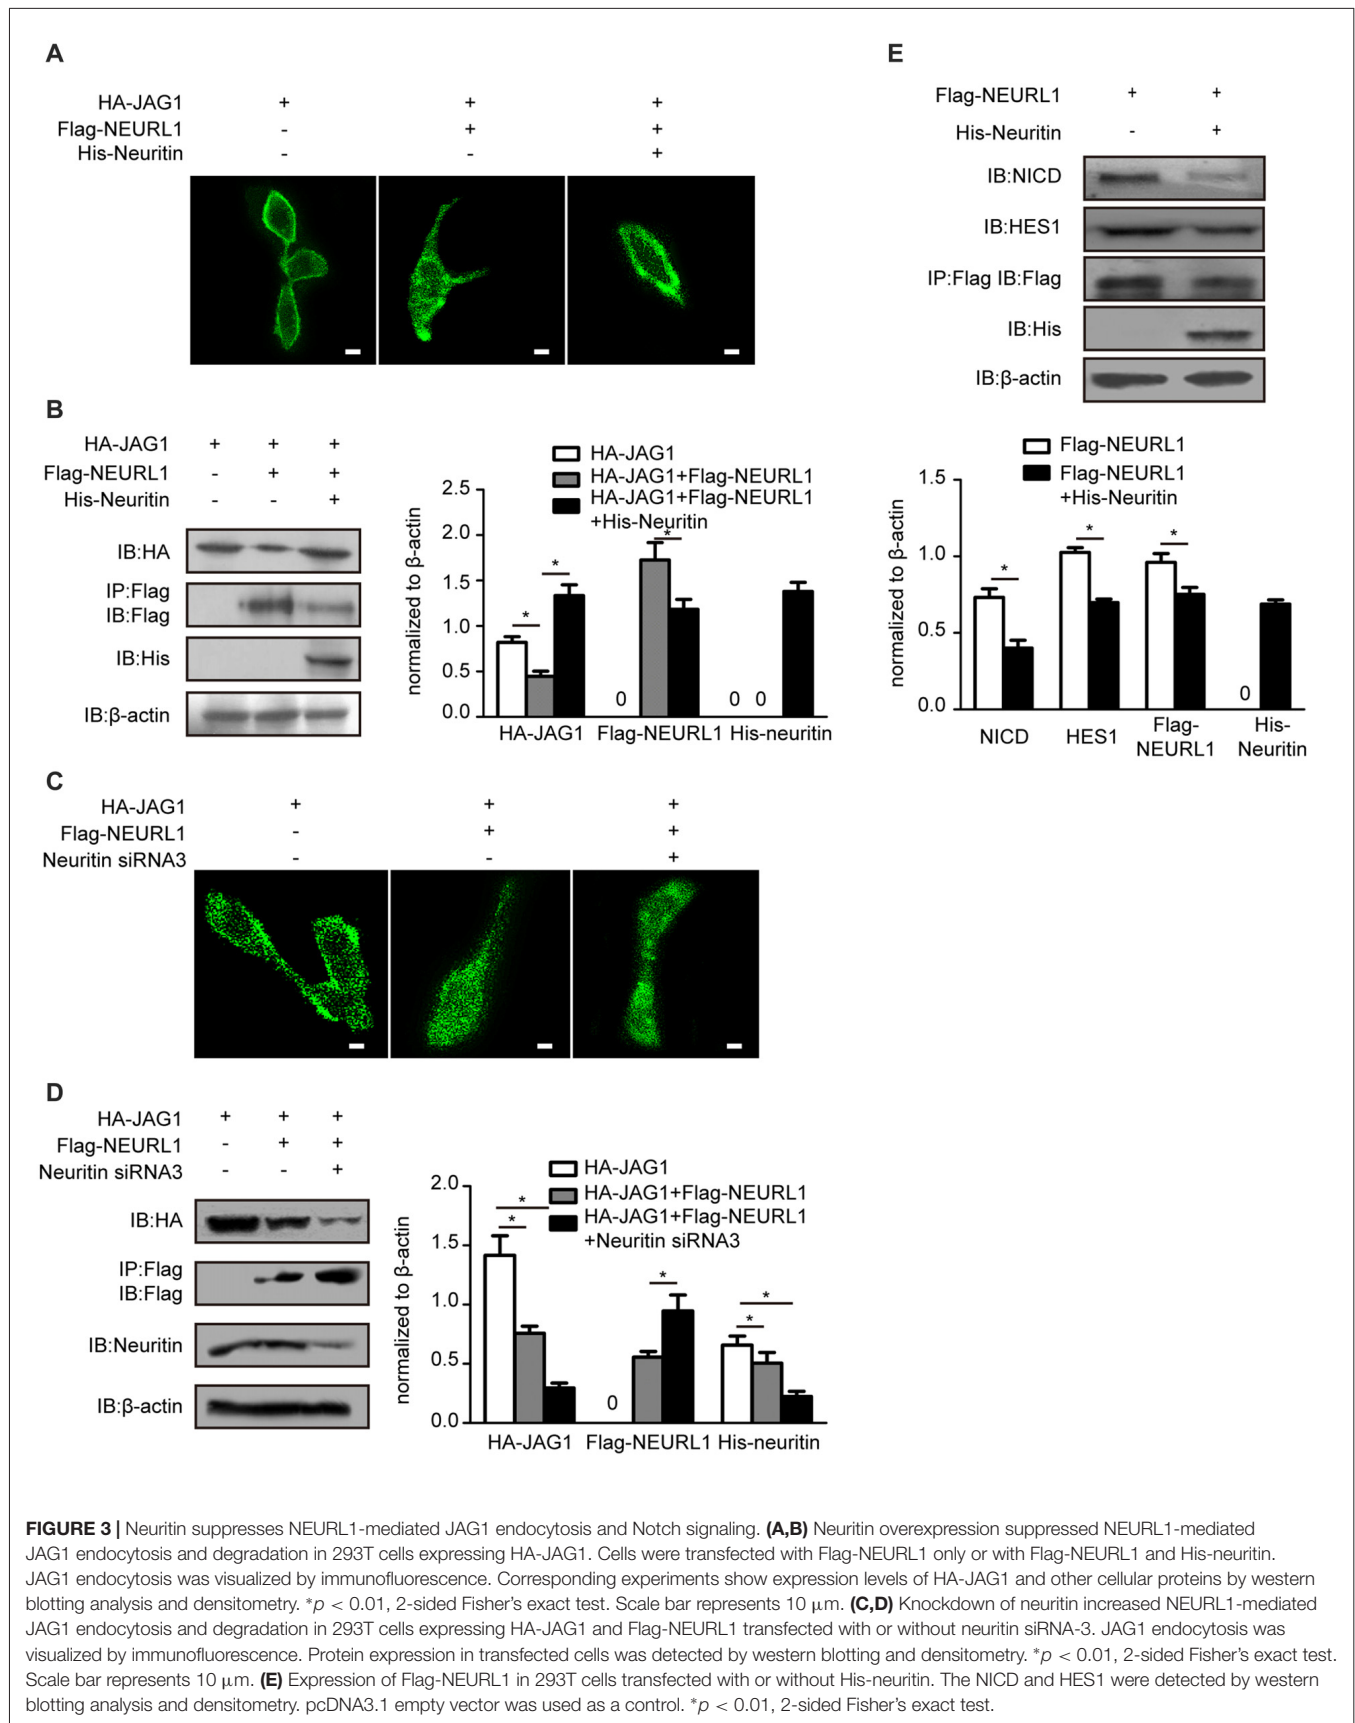 A
HA-JAG1 + + +
Flag-NEURL1 - + +
His-Neuritin - - +
B
HA-JAG1 + + +
Flag-NEURL1 - + +
His-Neuritin - - +
IB:HA
IP:Flag
IB:Flag
IB:His
IB:β-actin
HA-JAG1
HA-JAG1+Flag-NEURL1
HA-JAG1+Flag-NEURL1
+His-Neuritin
normalized to β-actin
2.5
2.0
1.5
1.0
0.5
0.0
* * *
0 0 0
HA-JAG1 Flag-NEURL1 His-neuritin
C
HA-JAG1 + + +
Flag-NEURL1 - + +
Neuritin siRNA3 - - +
D
HA-JAG1 + + +
Flag-NEURL1 - + +
Neuritin siRNA3 - - +
IB:HA
IP:Flag
IB:Flag
IB:Neuritin
IB:β-actin
HA-JAG1
HA-JAG1+Flag-NEURL1
HA-JAG1+Flag-NEURL1
+Neuritin siRNA3
normalized to β-actin
2.0
1.5
1.0
0.5
0.0
* * * * *
0
HA-JAG1 Flag-NEURL1 His-neuritin
E
Flag-NEURL1 + +
His-Neuritin - +
IB:NICD
IB:HES1
IP:Flag IB:Flag
IB:His
IB:β-actin
Flag-NEURL1
Flag-NEURL1
+His-Neuritin
normalized to β-actin
1.5
1.0
0.5
0.0
* * *
0
NICD HES1 Flag-NEURL1 His-Neuritin
FIGURE 3 | Neuritin suppresses NEURL1-mediated JAG1 endocytosis and Notch signaling. (A,B) Neuritin overexpression suppressed NEURL1-mediated
JAG1 endocytosis and degradation in 293T cells expressing HA-JAG1. Cells were transfected with Flag-NEURL1 only or with Flag-NEURL1 and His-neuritin.
JAG1 endocytosis was visualized by immunofluorescence. Corresponding experiments show expression levels of HA-JAG1 and other cellular proteins by western
blotting analysis and densitometry. *p < 0.01, 2-sided Fisher's exact test. Scale bar represents 10 μm. (C,D) Knockdown of neuritin increased NEURL1-mediated
JAG1 endocytosis and degradation in 293T cells expressing HA-JAG1 and Flag-NEURL1 transfected with or without neuritin siRNA-3. JAG1 endocytosis was
visualized by immunofluorescence. Protein expression in transfected cells was detected by western blotting and densitometry. *p < 0.01, 2-sided Fisher's exact test.
Scale bar represents 10 μm. (E) Expression of Flag-NEURL1 in 293T cells transfected with or without His-neuritin. The NICD and HES1 were detected by western
blotting analysis and densitometry. pcDNA3.1 empty vector was used as a control. *p < 0.01, 2-sided Fisher's exact test.